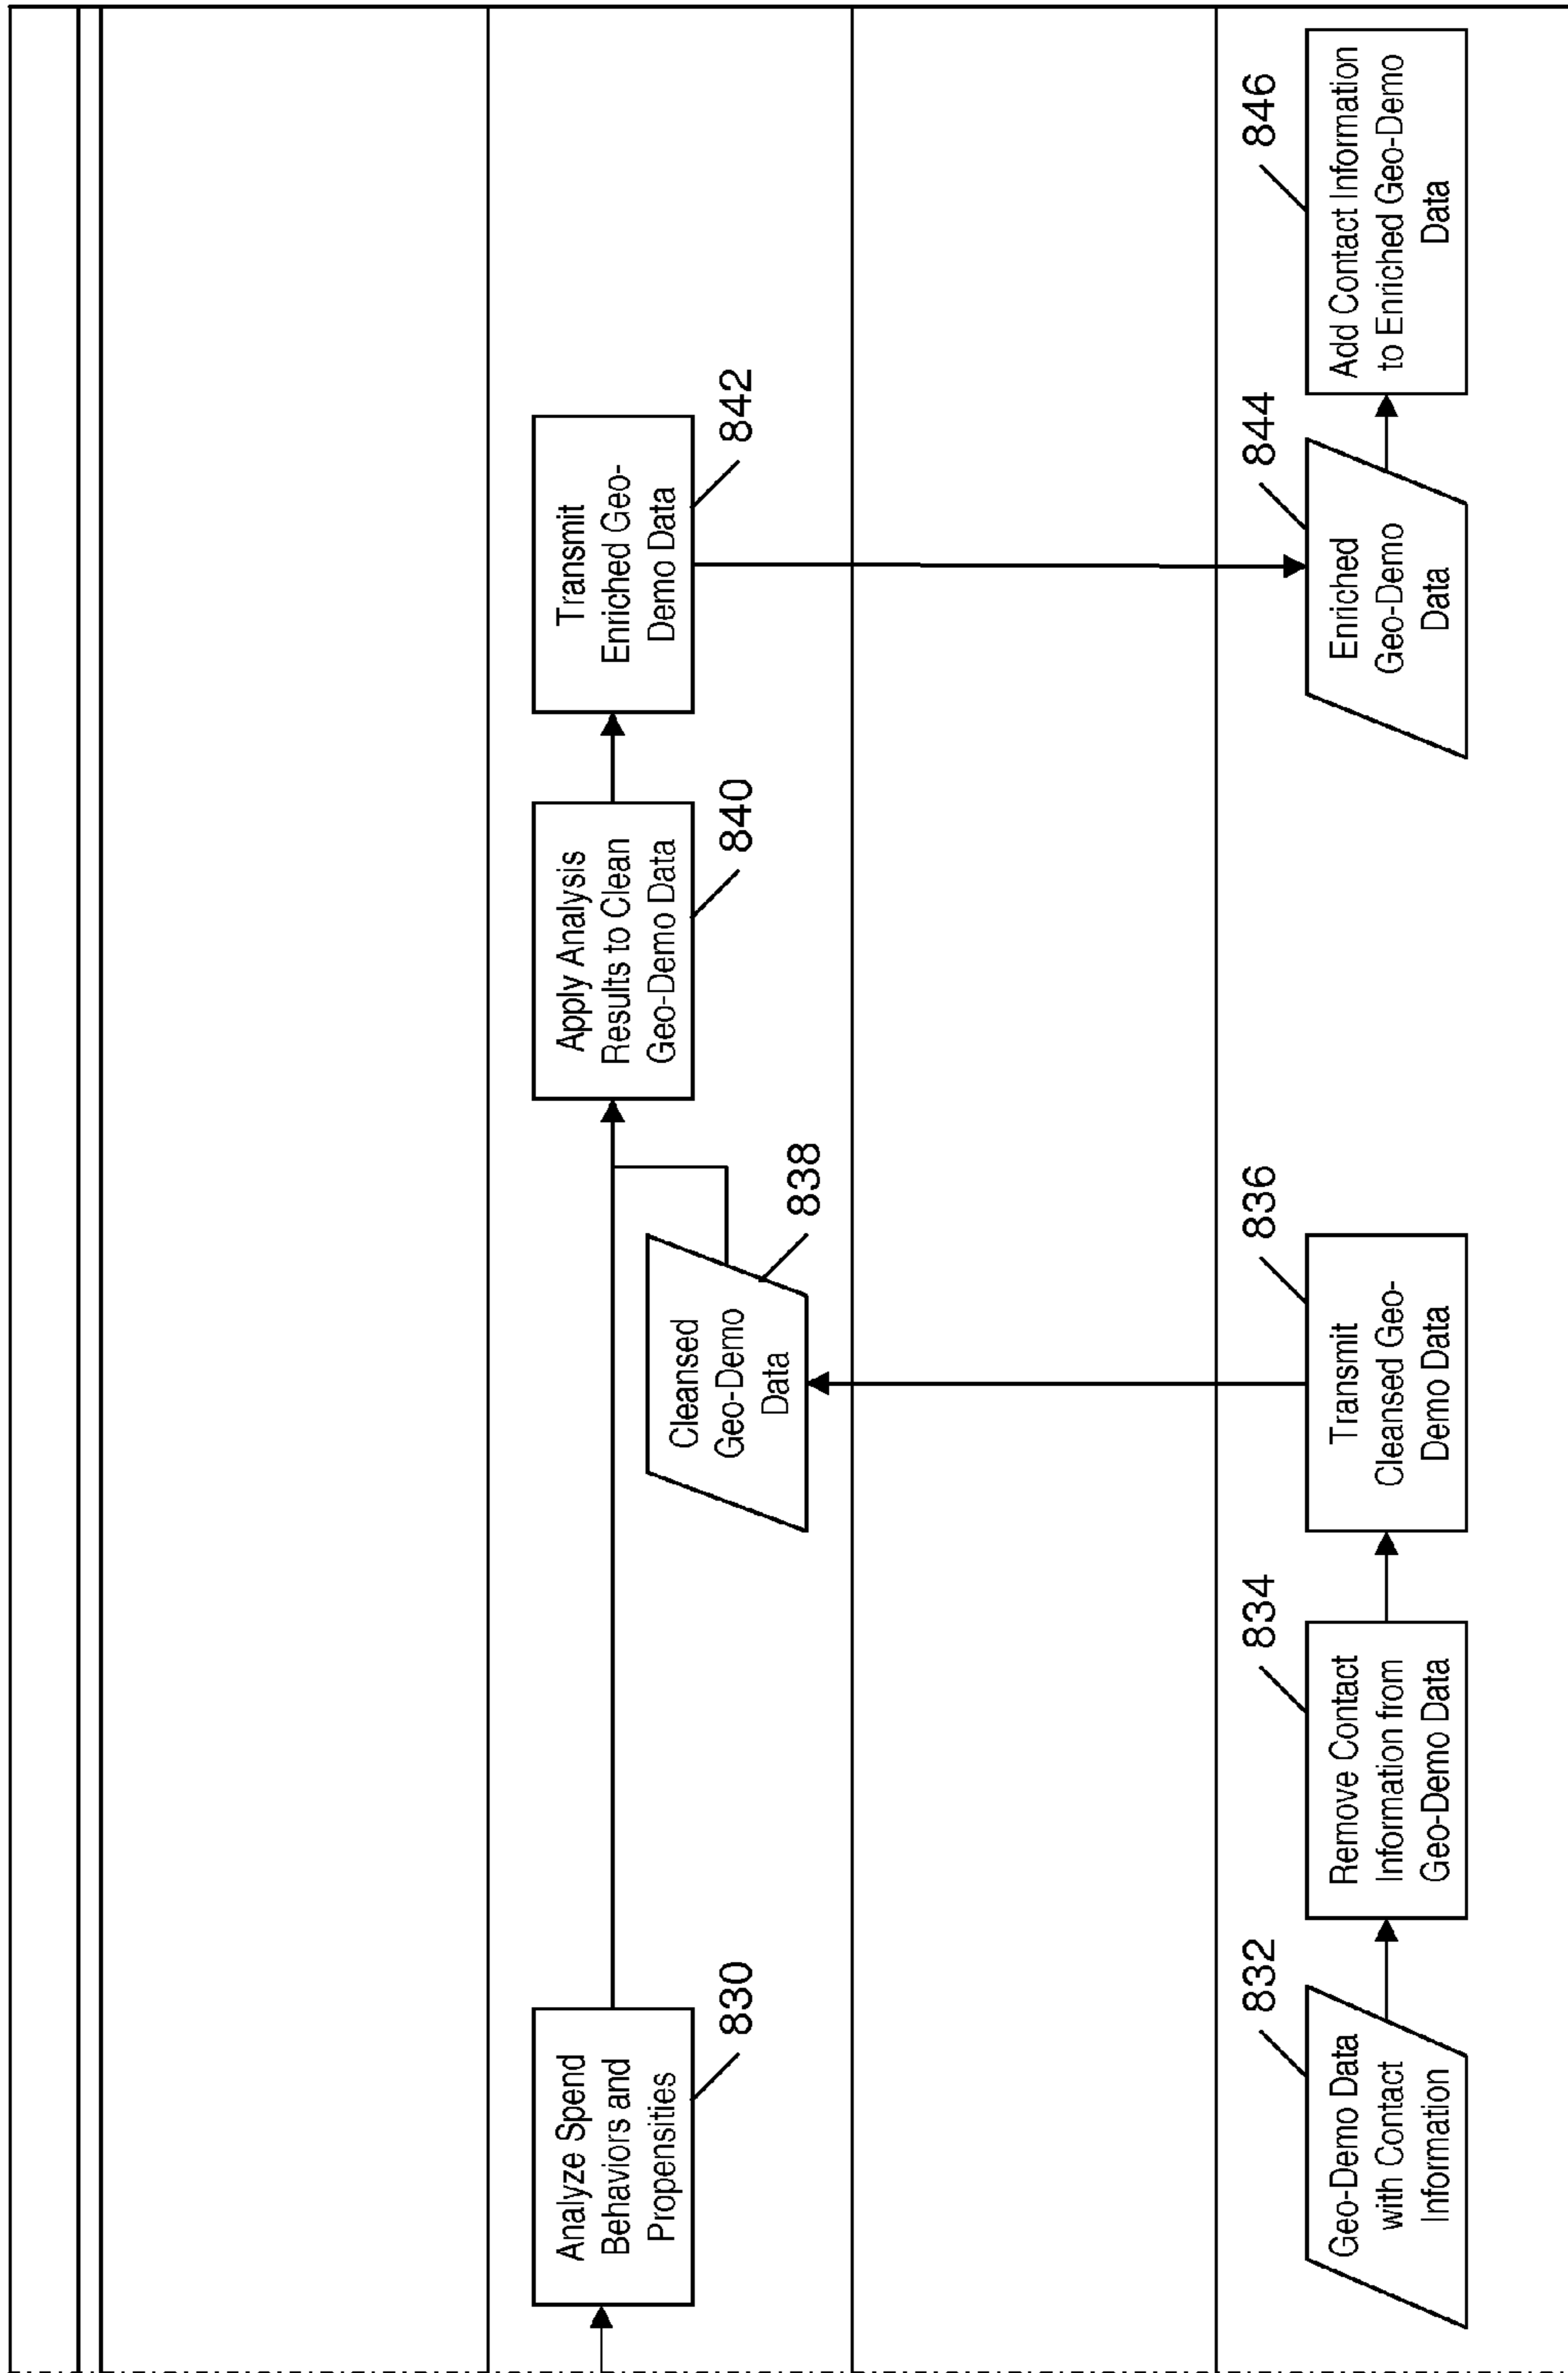 Analyze Spend
Behaviors and
Propensities
830
Cleansed
Geo-Demo
Data
838
Apply Analysis
Results to Clean
Geo-Demo Data
840
Transmit
Enriched Geo-
Demo Data
842
Geo-Demo Data
with Contact
Information
832
Remove Contact
Information from
Geo-Demo Data
834
Transmit
Cleansed Geo-
Demo Data
836
Enriched
Geo-Demo
Data
844
Add Contact Information
to Enriched Geo-Demo
Data
846